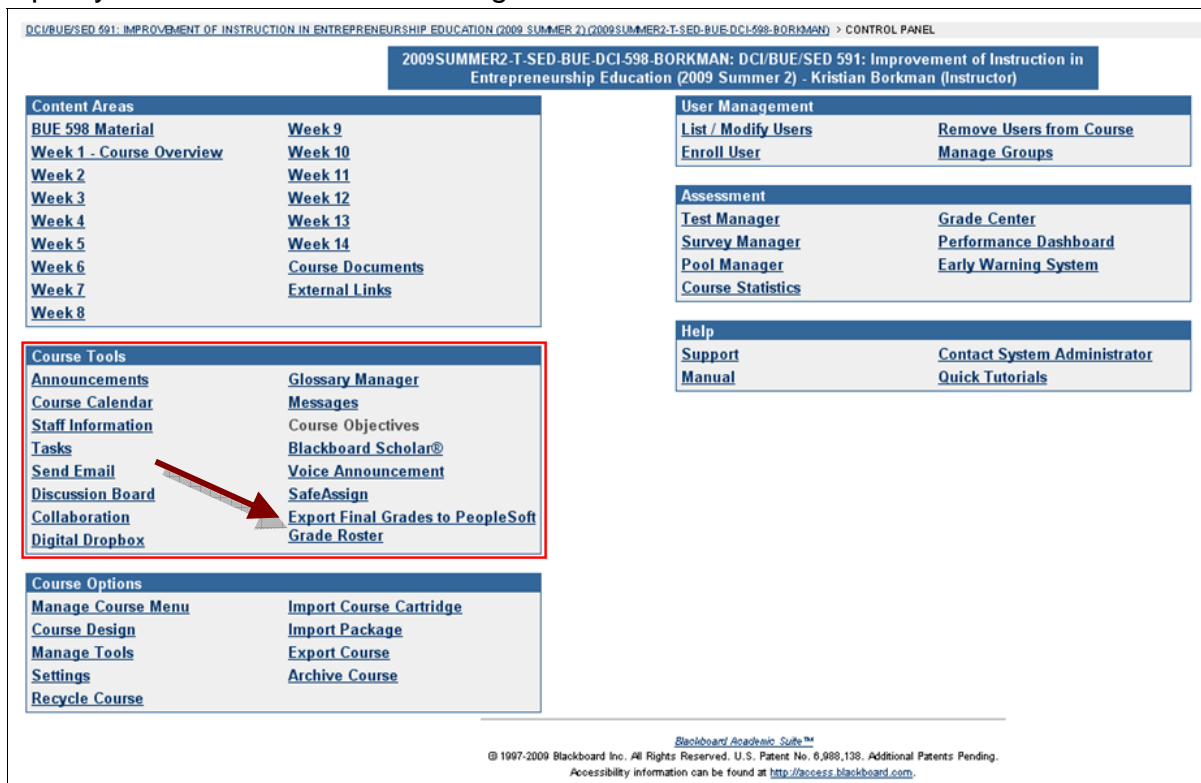 DCI/BUE/SED 591: IMPROVEMENT OF INSTRUCTION IN ENTREPRENEURSHIP EDUCATION (2009 SUMMER 2) (2009SUMMER2-T-SED-BUE-DCI-598-BORKMAN) > CONTROL PANEL
2009SUMMER2-T-SED-BUE-DCI-598-BORKMAN: DCI/BUE/SED 591: Improvement of Instruction in
Entrepreneurship Education (2009 Summer 2) - Kristian Borkman (Instructor)
Content Areas
BUE 598 Material
Week 1 - Course Overview
Week 2
Week 3
Week 4
Week 5
Week 6
Week 7
Week 8
Week 9
Week 10
Week 11
Week 12
Week 13
Week 14
Course Documents
External Links
Course Tools
Announcements
Course Calendar
Staff Information
Tasks
Send Email
Discussion Board
Collaboration
Digital Dropbox
Glossary Manager
Messages
Course Objectives
Blackboard Scholar®
Voice Announcement
SafeAssign
Export Final Grades to PeopleSoft
Grade Roster
Course Options
Manage Course Menu
Course Design
Manage Tools
Settings
Recycle Course
Import Course Cartridge
Import Package
Export Course
Archive Course
User Management
List / Modify Users
Enroll User
Remove Users from Course
Manage Groups
Assessment
Test Manager
Survey Manager
Pool Manager
Course Statistics
Grade Center
Performance Dashboard
Early Warning System
Help
Support
Manual
Contact System Administrator
Quick Tutorials
Blackboard Academic Suite™
© 1997-2009 Blackboard Inc. All Rights Reserved. U.S. Patent No. 6,988,138. Additional Patents Pending.
Accessibility information can be found at http://access.blackboard.com.